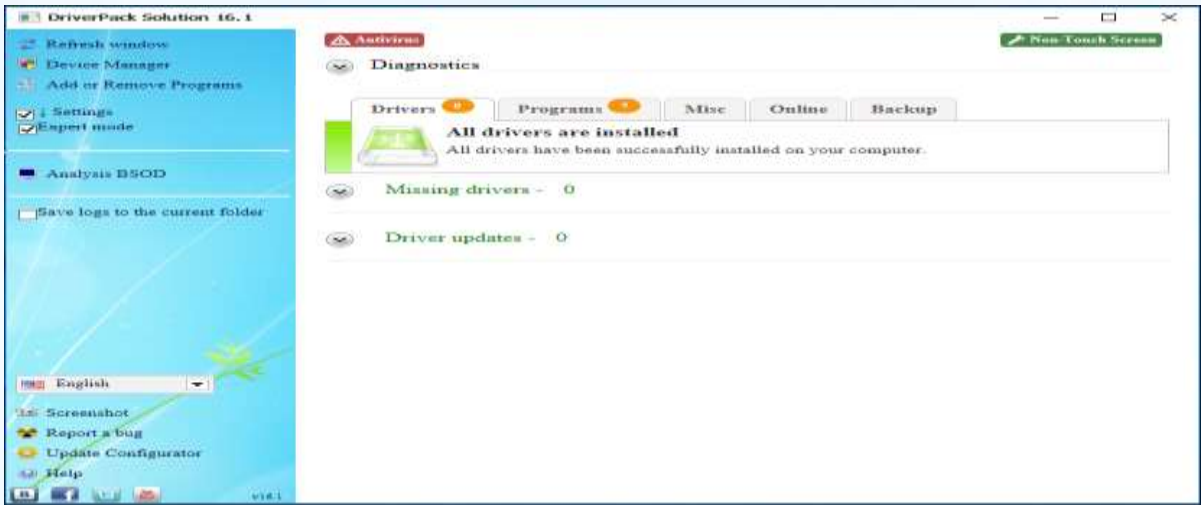 DriverPack Solution 16.1
Refresh window
Device Manager
Add or Remove Programs
Settings
Expert mode
Analysis BSOD
Save logs to the current folder
English
Screenshot
Report a bug
Update Configurator
Help
v16.1
Antivirus
Non-Touch Screen
Diagnostics
Drivers 0 Programs Misc Online Backup
All drivers are installed
All drivers have been successfully installed on your computer.
Missing drivers - 0
Driver updates - 0